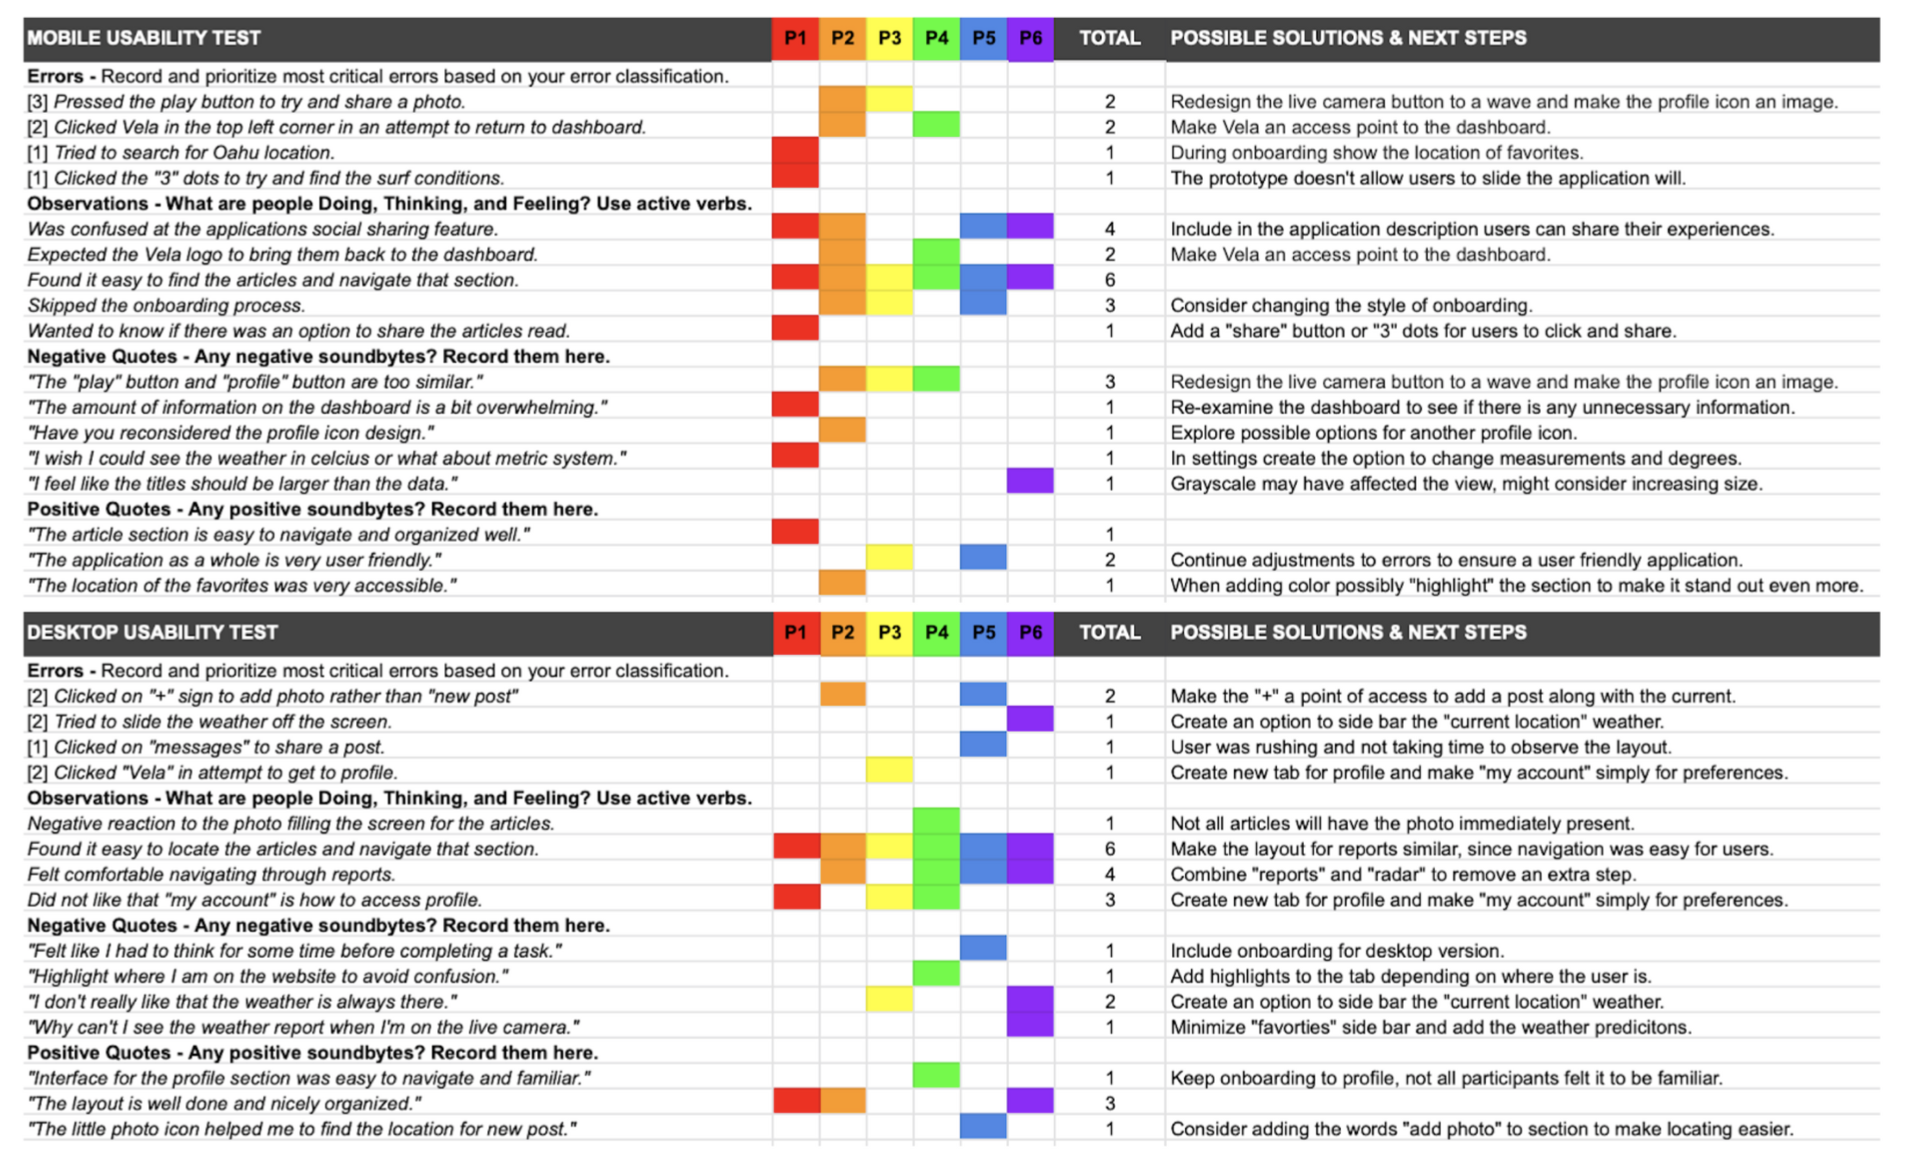 MOBILE USABILITY TEST P1 P2 P3 P4 P5 P6 TOTAL POSSIBLE SOLUTIONS & NEXT STEPS
Errors - Record and prioritize most critical errors based on your error classification.
[3] Pressed the play button to try and share a photo. 2 Redesign the live camera button to a wave and make the profile icon an image.
[2] Clicked Vela in the top left corner in an attempt to return to dashboard. 2 Make Vela an access point to the dashboard.
[1] Tried to search for Oahu location. 1 During onboarding show the location of favorites.
[1] Clicked the "3" dots to try and find the surf conditions. 1 The prototype doesn't allow users to slide the application will.
Observations - What are people Doing, Thinking, and Feeling? Use active verbs.
Was confused at the applications social sharing feature. 4 Include in the application description users can share their experiences.
Expected the Vela logo to bring them back to the dashboard. 2 Make Vela an access point to the dashboard.
Found it easy to find the articles and navigate that section. 6
Skipped the onboarding process. 3 Consider changing the style of onboarding.
Wanted to know if there was an option to share the articles read. 1 Add a "share" button or "3" dots for users to click and share.
Negative Quotes - Any negative soundbytes? Record them here.
"The "play" button and "profile" button are too similar." 3 Redesign the live camera button to a wave and make the profile icon an image.
"The amount of information on the dashboard is a bit overwhelming." 1 Re-examine the dashboard to see if there is any unnecessary information.
"Have you reconsidered the profile icon design." 1 Explore possible options for another profile icon.
"I wish I could see the weather in celcius or what about metric system." 1 In settings create the option to change measurements and degrees.
"I feel like the titles should be larger than the data." 1 Grayscale may have affected the view, might consider increasing size.
Positive Quotes - Any positive soundbytes? Record them here.
"The article section is easy to navigate and organized well." 1
"The application as a whole is very user friendly." 2 Continue adjustments to errors to ensure a user friendly application.
"The location of the favorites was very accessible." 1 When adding color possibly "highlight" the section to make it stand out even more.
DESKTOP USABILITY TEST P1 P2 P3 P4 P5 P6 TOTAL POSSIBLE SOLUTIONS & NEXT STEPS
Errors - Record and prioritize most critical errors based on your error classification.
[2] Clicked on "+" sign to add photo rather than "new post" 2 Make the "+" a point of access to add a post along with the current.
[2] Tried to slide the weather off the screen. 1 Create an option to side bar the "current location" weather.
[1] Clicked on "messages" to share a post. 1 User was rushing and not taking time to observe the layout.
[2] Clicked "Vela" in attempt to get to profile. 1 Create new tab for profile and make "my account" simply for preferences.
Observations - What are people Doing, Thinking, and Feeling? Use active verbs.
Negative reaction to the photo filling the screen for the articles. 1 Not all articles will have the photo immediately present.
Found it easy to locate the articles and navigate that section. 6 Make the layout for reports similar, since navigation was easy for users.
Felt comfortable navigating through reports. 4 Combine "reports" and "radar" to remove an extra step.
Did not like that "my account" is how to access profile. 3 Create new tab for profile and make "my account" simply for preferences.
Negative Quotes - Any negative soundbytes? Record them here.
"Felt like I had to think for some time before completing a task." 1 Include onboarding for desktop version.
"Highlight where I am on the website to avoid confusion." 1 Add highlights to the tab depending on where the user is.
"I don't really like that the weather is always there." 2 Create an option to side bar the "current location" weather.
"Why can't I see the weather report when I'm on the live camera." 1 Minimize "favorties" side bar and add the weather predicitons.
Positive Quotes - Any positive soundbytes? Record them here.
"Interface for the profile section was easy to navigate and familiar." 1 Keep onboarding to profile, not all participants felt it to be familiar.
"The layout is well done and nicely organized." 3
"The little photo icon helped me to find the location for new post." 1 Consider adding the words "add photo" to section to make locating easier.